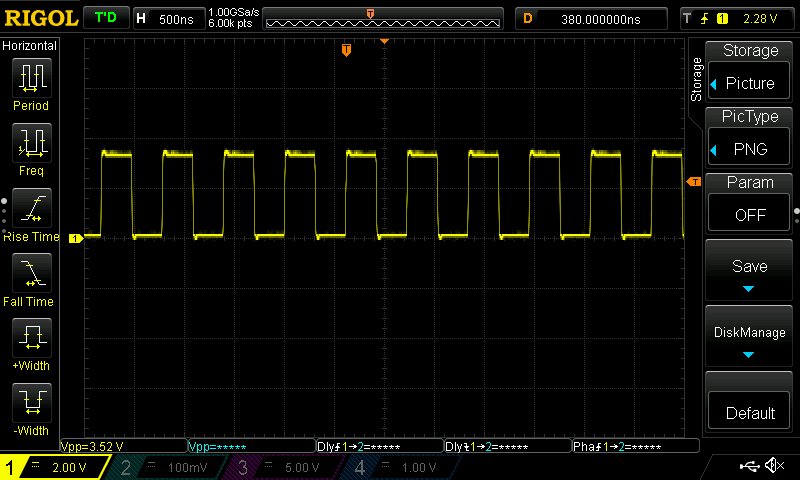 RIGOL T'D H 500ns 1.00GSa/s 6.00k pts T D 380.000000ns T 1 2.28 V
Horizontal
Period
Freq
Rise Time
Fall Time
+Width
-Width
T
T
1
Storage
Storage
Picture
PicType
PNG
Param
OFF
Save
DiskManage
Default
Vpp=3.52 V Vpp=***** Dly1→2=***** Dly1→2=***** Pha1→2=*****
1 2.00 V 2 100mV 3 5.00 V 4 1.00 V